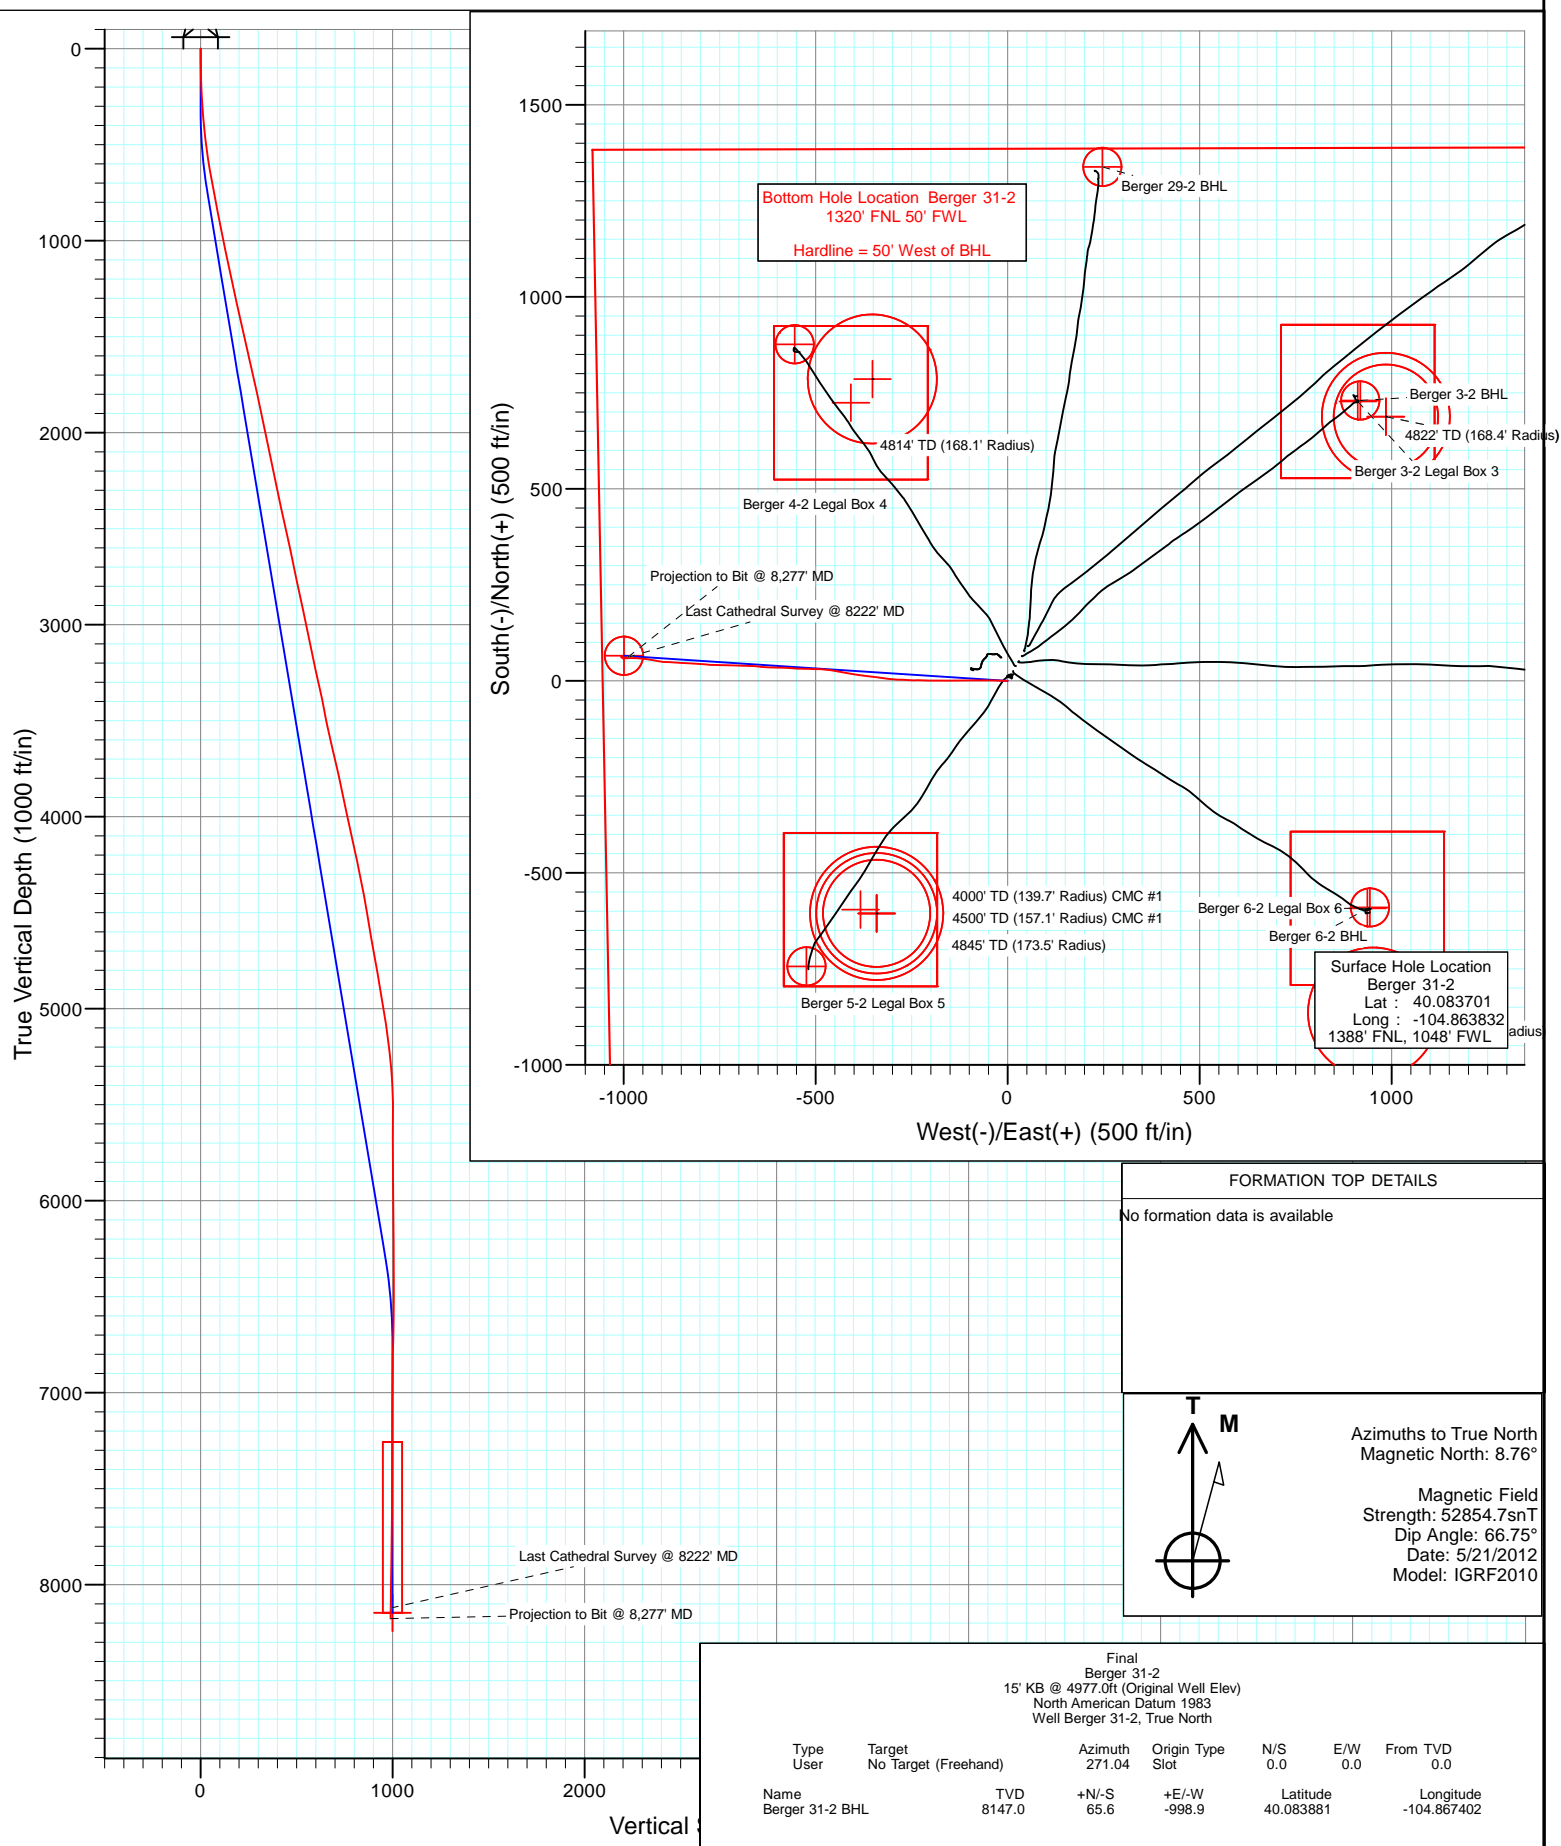 0
1000
2000
3000
4000
5000
6000
7000
8000
True Vertical Depth (1000 ft/in)
0
1000
2000
Vertical
Last Cathedral Survey @ 8222' MD
Projection to Bit @ 8,277' MD
1500
1000
500
0
-500
-1000
South(-)/North(+) (500 ft/in)
-1000
-500
0
500
1000
West(-)/East(+) (500 ft/in)
Bottom Hole Location Berger 31-2
1320' FNL 50' FWL
Hardline = 50' West of BHL
Berger 29-2 BHL
4814' TD (168.1' Radius)
Berger 4-2 Legal Box 4
Berger 3-2 BHL
4822' TD (168.4' Radius)
Berger 3-2 Legal Box 3
Projection to Bit @ 8,277' MD
Last Cathedral Survey @ 8222' MD
4000' TD (139.7' Radius) CMC #1
4500' TD (157.1' Radius) CMC #1
4845' TD (173.5' Radius)
Berger 5-2 Legal Box 5
Berger 6-2 Legal Box 6
Berger 6-2 BHL
Surface Hole Location
Berger 31-2
Lat : 40.083701
Long : -104.863832
1388' FNL, 1048' FWL
adius
FORMATION TOP DETAILS
No formation data is available
T
M
Azimuths to True North
Magnetic North: 8.76°
Magnetic Field
Strength: 52854.7snT
Dip Angle: 66.75°
Date: 5/21/2012
Model: IGRF2010
Final
Berger 31-2
15' KB @ 4977.0ft (Original Well Elev)
North American Datum 1983
Well Berger 31-2, True North
Type Target Azimuth Origin Type N/S E/W From TVD
User No Target (Freehand) 271.04 Slot 0.0 0.0 0.0
Name TVD +N/-S +E/-W Latitude Longitude
Berger 31-2 BHL 8147.0 65.6 -998.9 40.083881 -104.867402